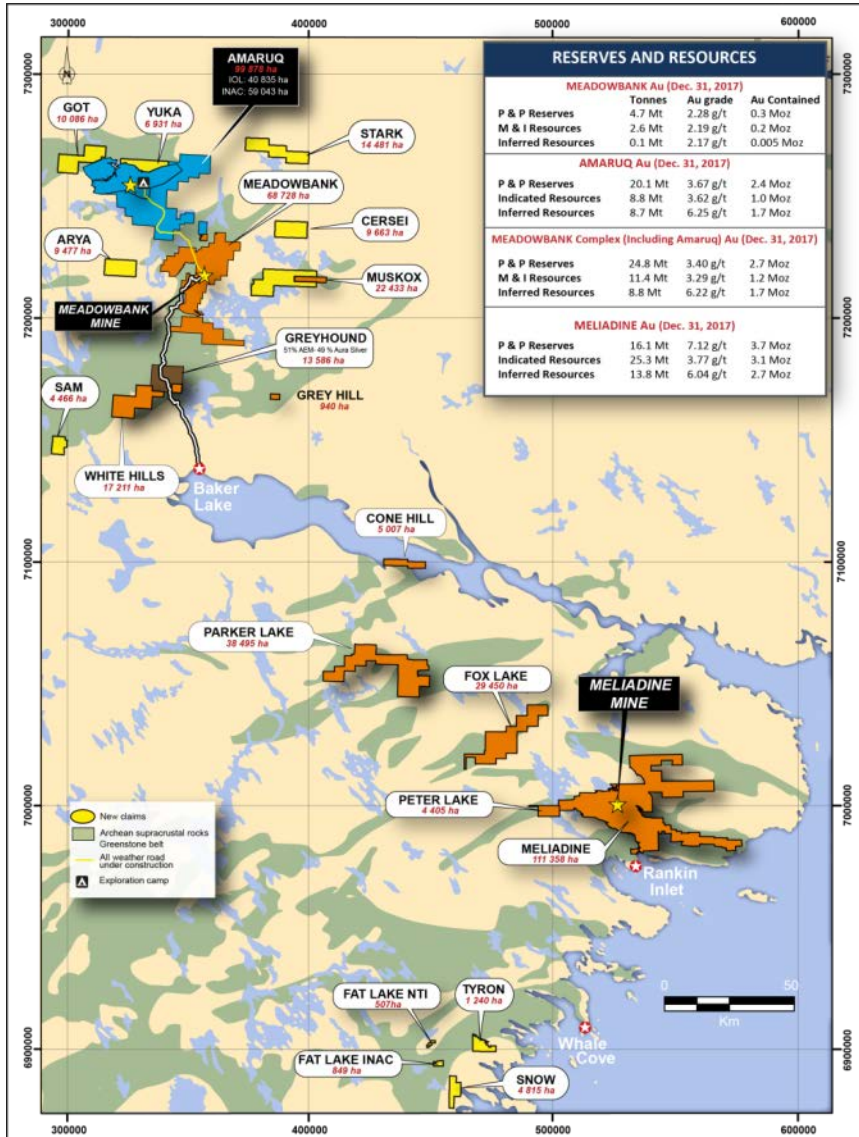 300000 400000 500000 600000
7300000
7200000
7100000
7000000
6900000
7300000
7200000
7100000
7000000
6900000
N
AMARUQ
99 878 ha
IOL: 40 835 ha
INAC: 59 043 ha
GOT
10 086 ha
YUKA
6 931 ha
STARK
14 481 ha
MEADOWBANK
68 728 ha
CERSEI
9 663 ha
ARYA
9 477 ha
MUSKOX
22 433 ha
MEADOWBANK
MINE
GREYHOUND
51% AEM- 49 % Aura Silver
13 586 ha
SAM
4 466 ha
GREY HILL
940 ha
WHITE HILLS
17 211 ha
Baker
Lake
CONE HILL
5 007 ha
PARKER LAKE
38 495 ha
FOX LAKE
29 450 ha
MELIADINE
MINE
PETER LAKE
4 405 ha
MELIADINE
111 358 ha
Rankin
Inlet
FAT LAKE NTI
507ha
TYRON
1 240 ha
FAT LAKE INAC
849 ha
SNOW
4 815 ha
Whale
Cove
RESERVES AND RESOURCES
MEADOWBANK Au (Dec. 31, 2017)
Tonnes Au grade Au Contained
P & P Reserves 4.7 Mt 2.28 g/t 0.3 Moz
M & I Resources 2.6 Mt 2.19 g/t 0.2 Moz
Inferred Resources 0.1 Mt 2.17 g/t 0.005 Moz
AMARUQ Au (Dec. 31, 2017)
P & P Reserves 20.1 Mt 3.67 g/t 2.4 Moz
Indicated Resources 8.8 Mt 3.62 g/t 1.0 Moz
Inferred Resources 8.7 Mt 6.25 g/t 1.7 Moz
MEADOWBANK Complex (Including Amaruq) Au (Dec. 31, 2017)
P & P Reserves 24.8 Mt 3.40 g/t 2.7 Moz
M & I Resources 11.4 Mt 3.29 g/t 1.2 Moz
Inferred Resources 8.8 Mt 6.22 g/t 1.7 Moz
MELIADINE Au (Dec. 31, 2017)
P & P Reserves 16.1 Mt 7.12 g/t 3.7 Moz
Indicated Resources 25.3 Mt 3.77 g/t 3.1 Moz
Inferred Resources 13.8 Mt 6.04 g/t 2.7 Moz
New claims
Archean supracrustal rocks
Greenstone belt
All weather road
under construction
Exploration camp
0 50
Km
300000 400000 500000 600000